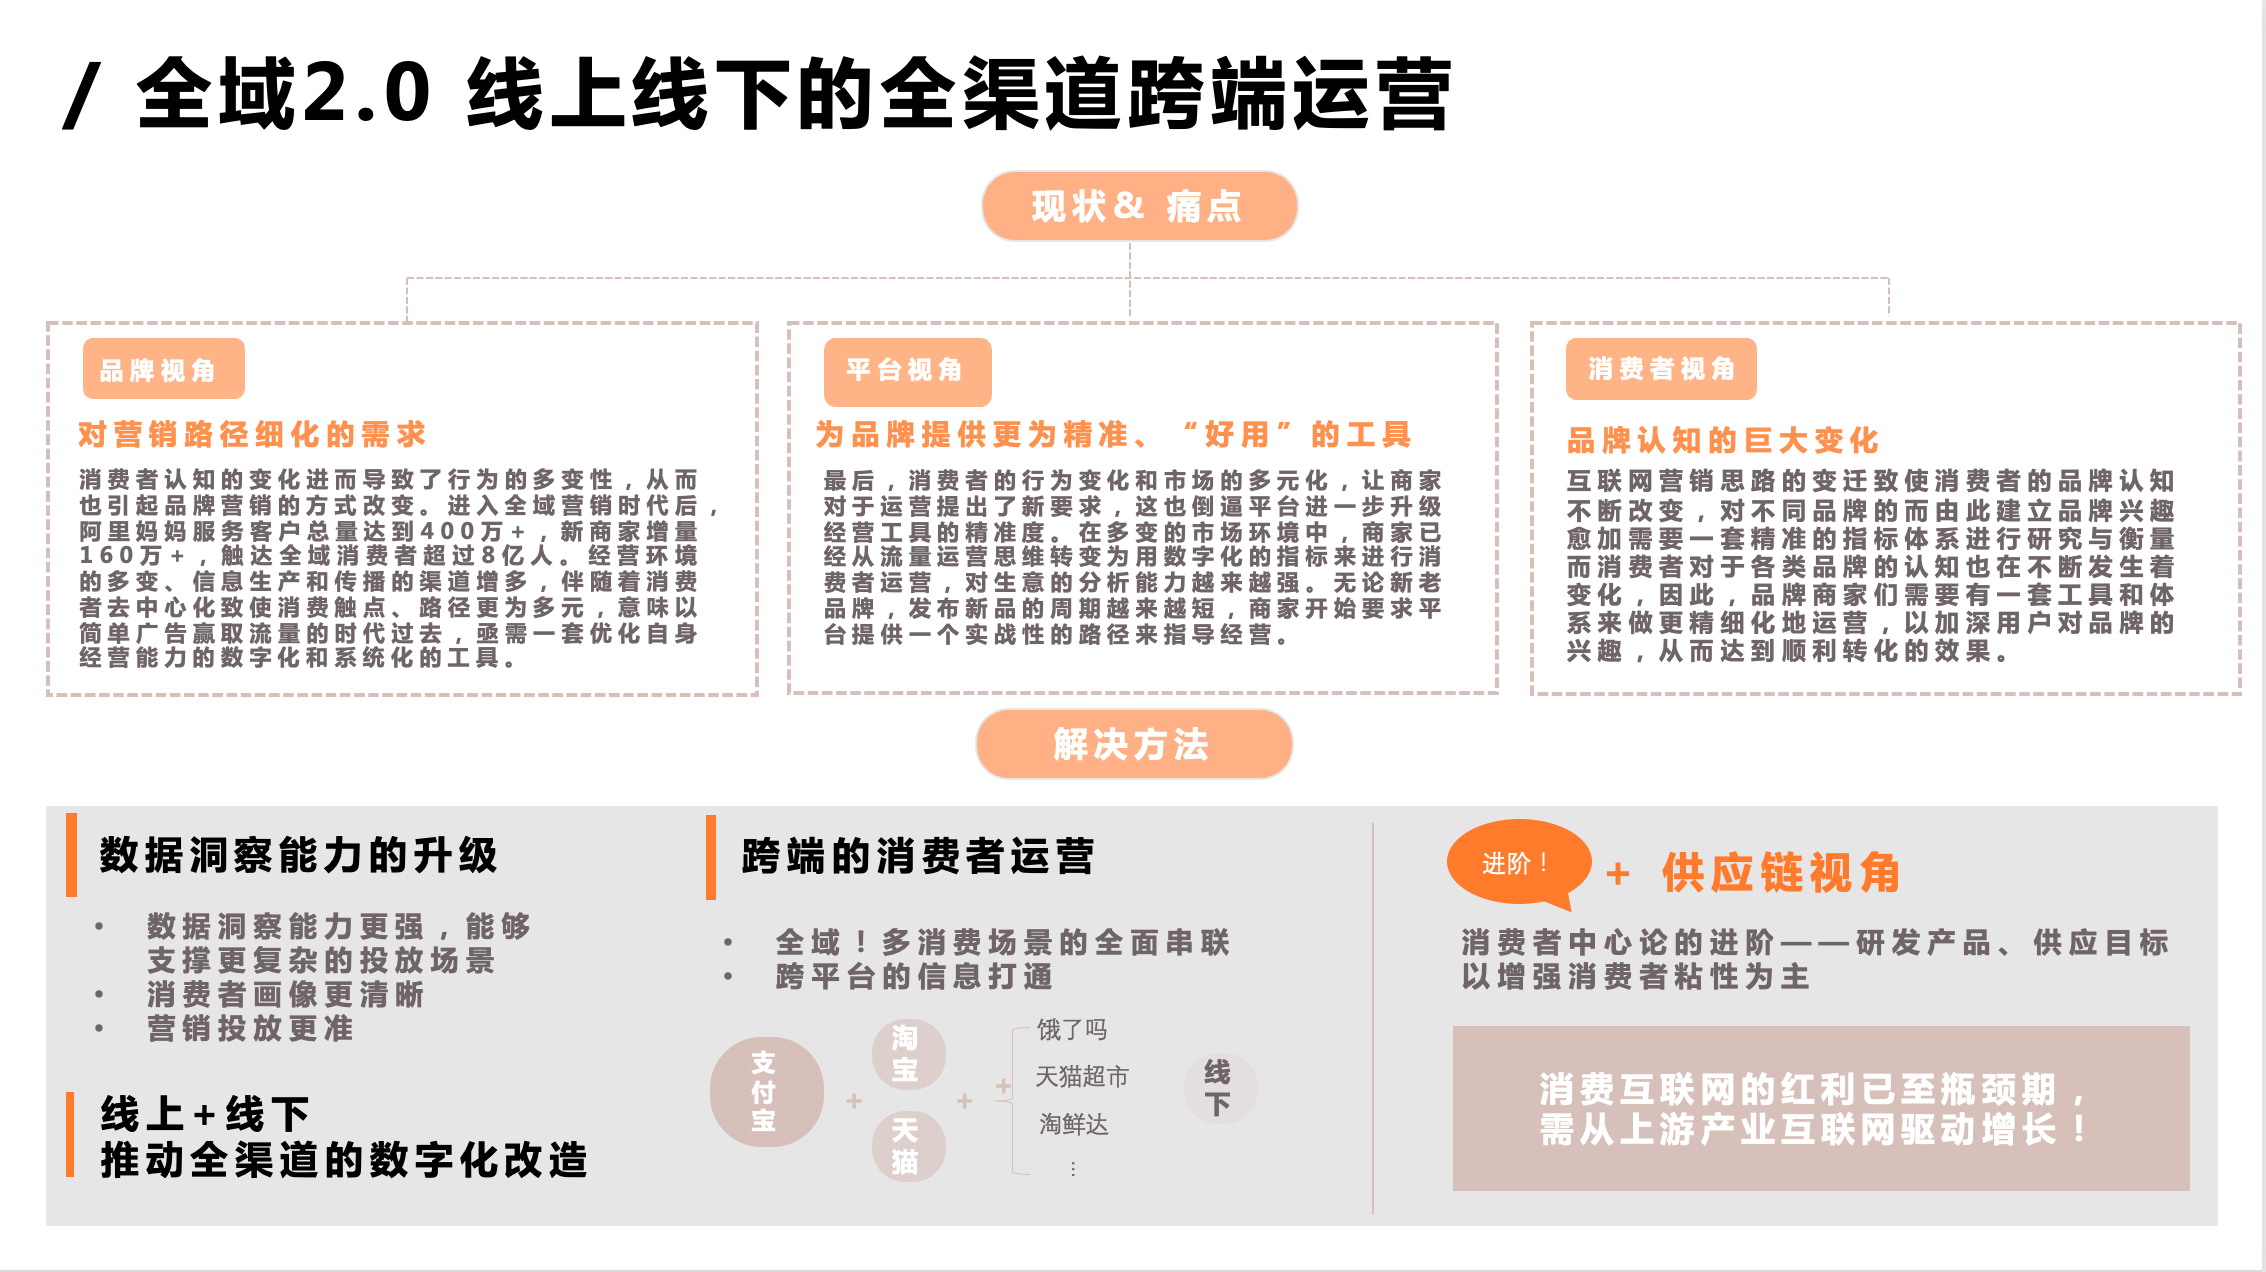 / 全域2.0 线上线下的全渠道跨端运营
现状& 痛点
品牌视角
对营销路径细化的需求
消费者认知的变化进而导致了行为的多变性，从而
也引起品牌营销的方式改变。进入全域营销时代后，
阿里妈妈服务客户总量达到400万+，新商家增量
160万+，触达全域消费者超过8亿人。经营环境
的多变、信息生产和传播的渠道增多，伴随着消费
者去中心化致使消费触点、路径更为多元，意味以
简单广告赢取流量的时代过去，亟需一套优化自身
经营能力的数字化和系统化的工具。
平台视角
为品牌提供更为精准、“好用”的工具
最后，消费者的行为变化和市场的多元化，让商家
对于运营提出了新要求，这也倒逼平台进一步升级
经营工具的精准度。在多变的市场环境中，商家已
经从流量运营思维转变为用数字化的指标来进行消
费者运营，对生意的分析能力越来越强。无论新老
品牌，发布新品的周期越来越短，商家开始要求平
台提供一个实战性的路径来指导经营。
消费者视角
品牌认知的巨大变化
互联网营销思路的变迁致使消费者的品牌认知
不断改变，对不同品牌的而由此建立品牌兴趣
愈加需要一套精准的指标体系进行研究与衡量
而消费者对于各类品牌的认知也在不断发生着
变化，因此，品牌商家们需要有一套工具和体
系来做更精细化地运营，以加深用户对品牌的
兴趣，从而达到顺利转化的效果。
解决方法
数据洞察能力的升级
• 数据洞察能力更强，能够
支撑更复杂的投放场景
• 消费者画像更清晰
• 营销投放更准
线上+线下
推动全渠道的数字化改造
跨端的消费者运营
• 全域！多消费场景的全面串联
• 跨平台的信息打通
支
付
宝
+
淘
宝
天
猫
+
+
饿了吗
天猫超市
淘鲜达
…
线
下
进阶！
+ 供应链视角
消费者中心论的进阶——研发产品、供应目标
以增强消费者粘性为主
消费互联网的红利已至瓶颈期，
需从上游产业互联网驱动增长！